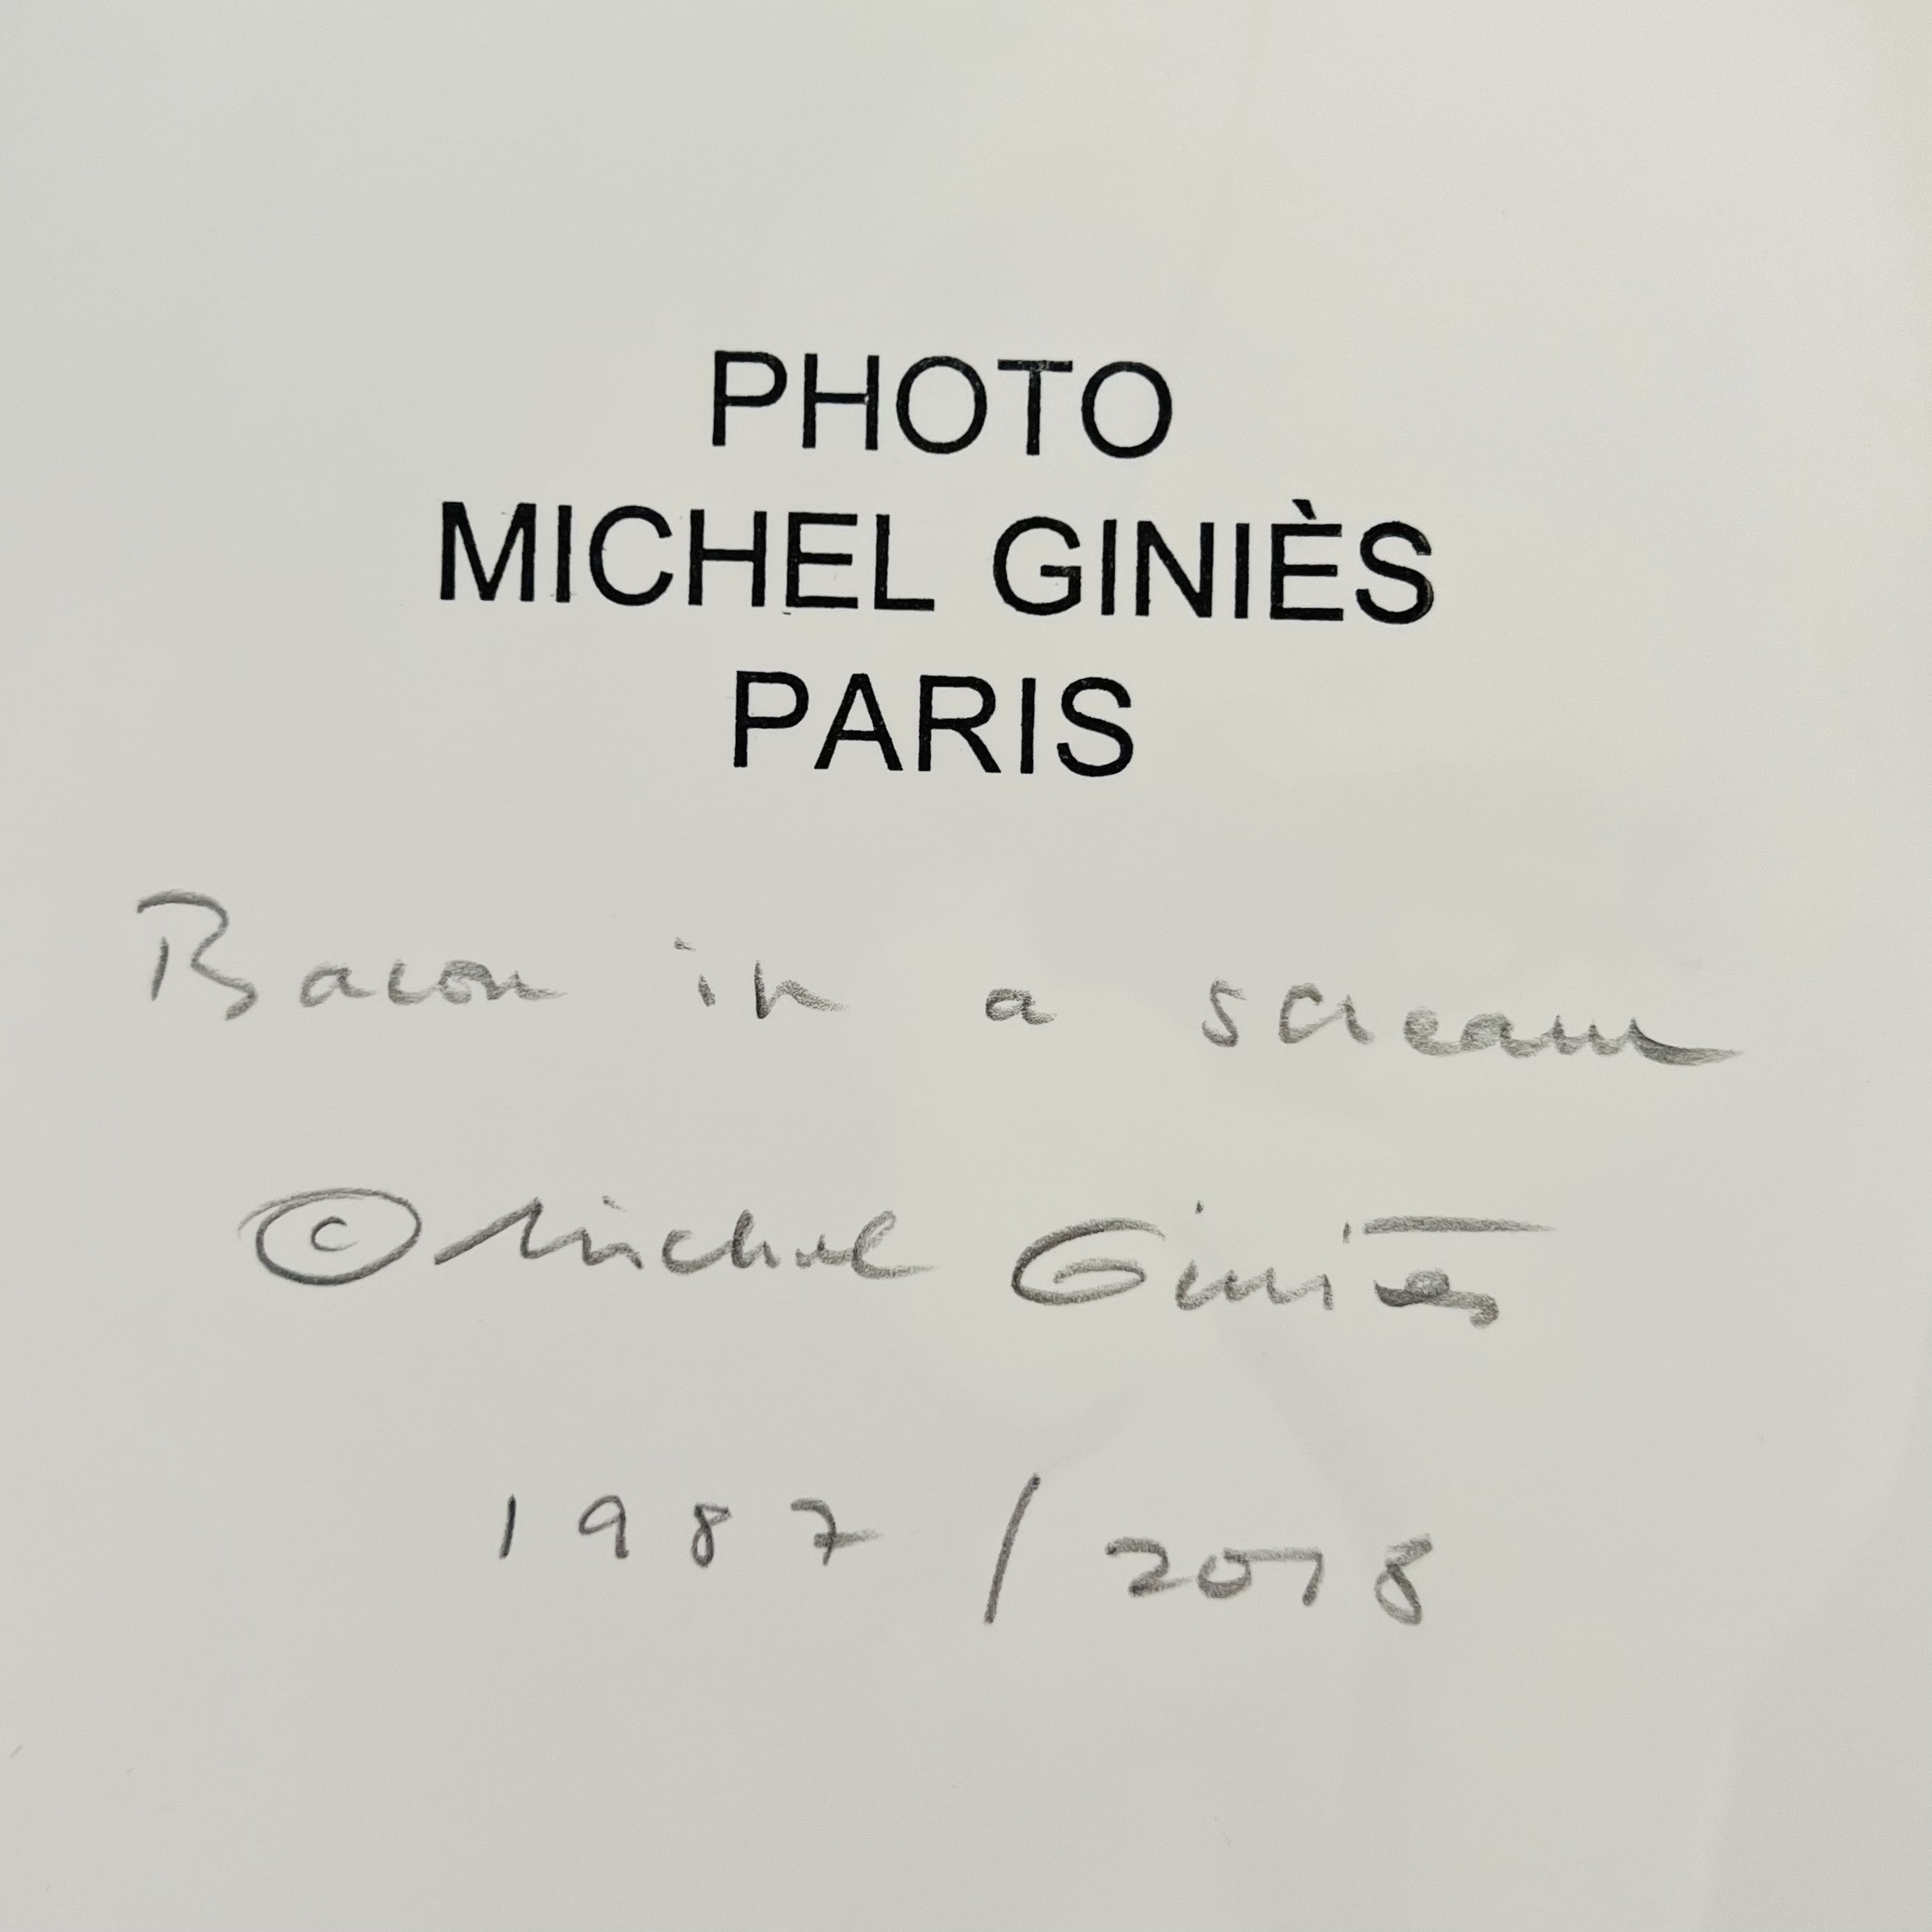 PHOTO
MICHEL GINIÈS
PARIS
Bacon in a scream
© Michel Giniès
1987 / 2018